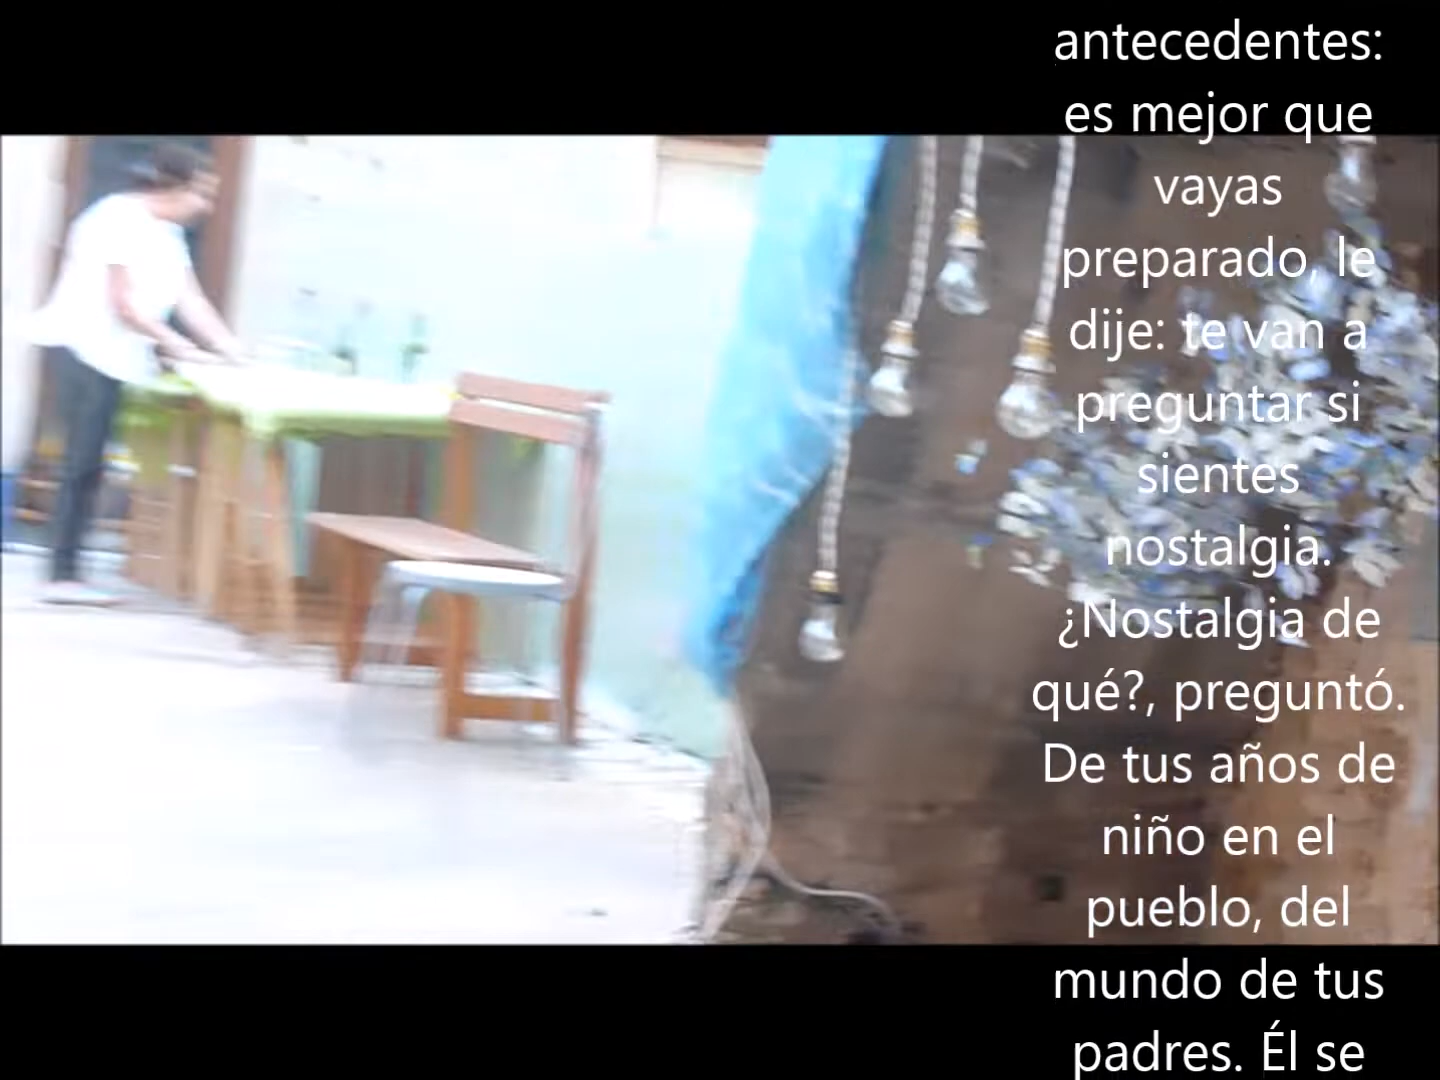 antecedentes:
es mejor que
vayas
preparado, le
dije: te van a
preguntar si
sientes
nostalgia.
¿Nostalgia de
qué?, preguntó.
De tus años de
niño en el
pueblo, del
mundo de tus
padres. Él se